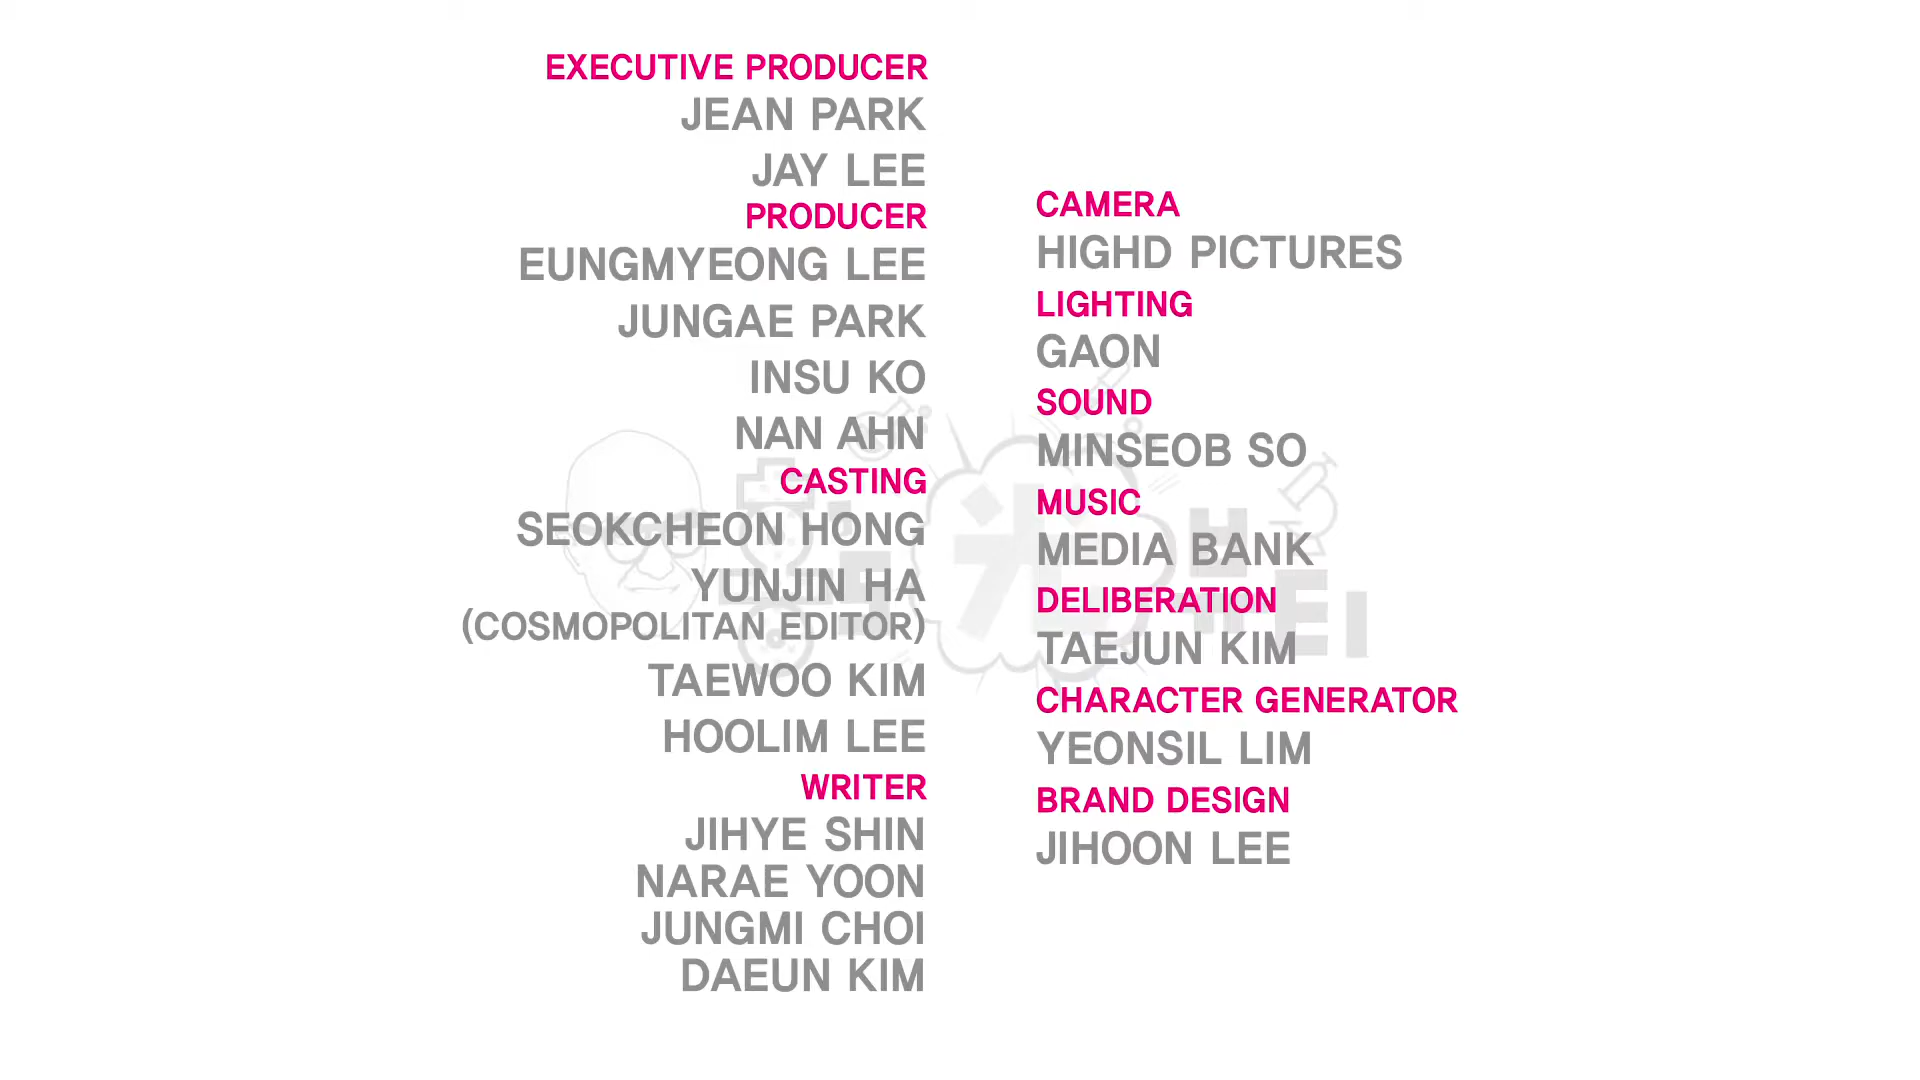 EXECUTIVE PRODUCER
JEAN PARK
JAY LEE
PRODUCER
EUNGMYEONG LEE
JUNGAE PARK
INSU KO
NAN AHN
CASTING
SEOKCHEON HONG
YUNJIN HA
(COSMOPOLITAN EDITOR)
TAEWOO KIM
HOOLIM LEE
WRITER
JIHYE SHIN
NARAE YOON
JUNGMI CHOI
DAEUN KIM
CAMERA
HIGHD PICTURES
LIGHTING
GAON
SOUND
MINSEOB SO
MUSIC
MEDIA BANK
DELIBERATION
TAEJUN KIM
CHARACTER GENERATOR
YEONSIL LIM
BRAND DESIGN
JIHOON LEE